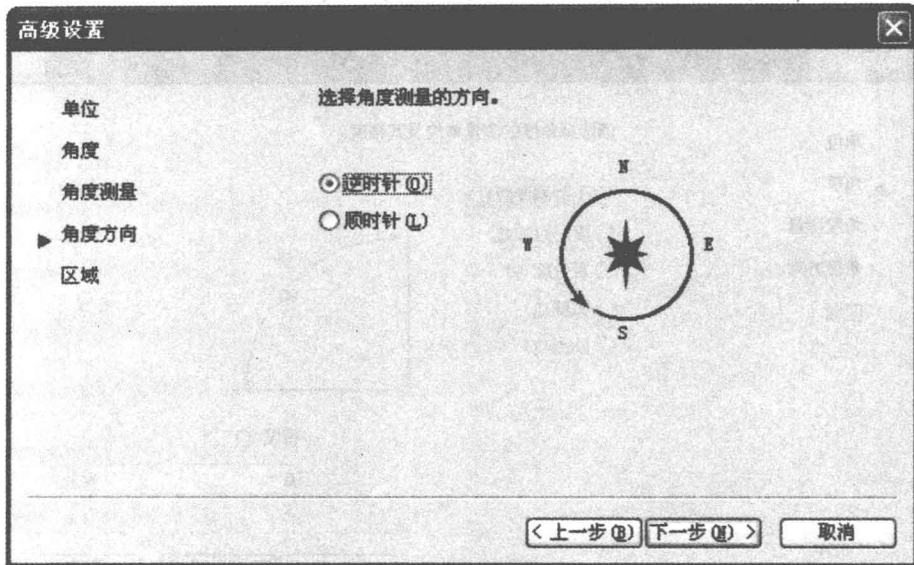 高级设置
单位
角度
角度测量
角度方向
区域
选择角度测量的方向。
逆时针(O)
顺时针(L)
N
W
E
S
< 上一步(B)
下一步(N) >
取消